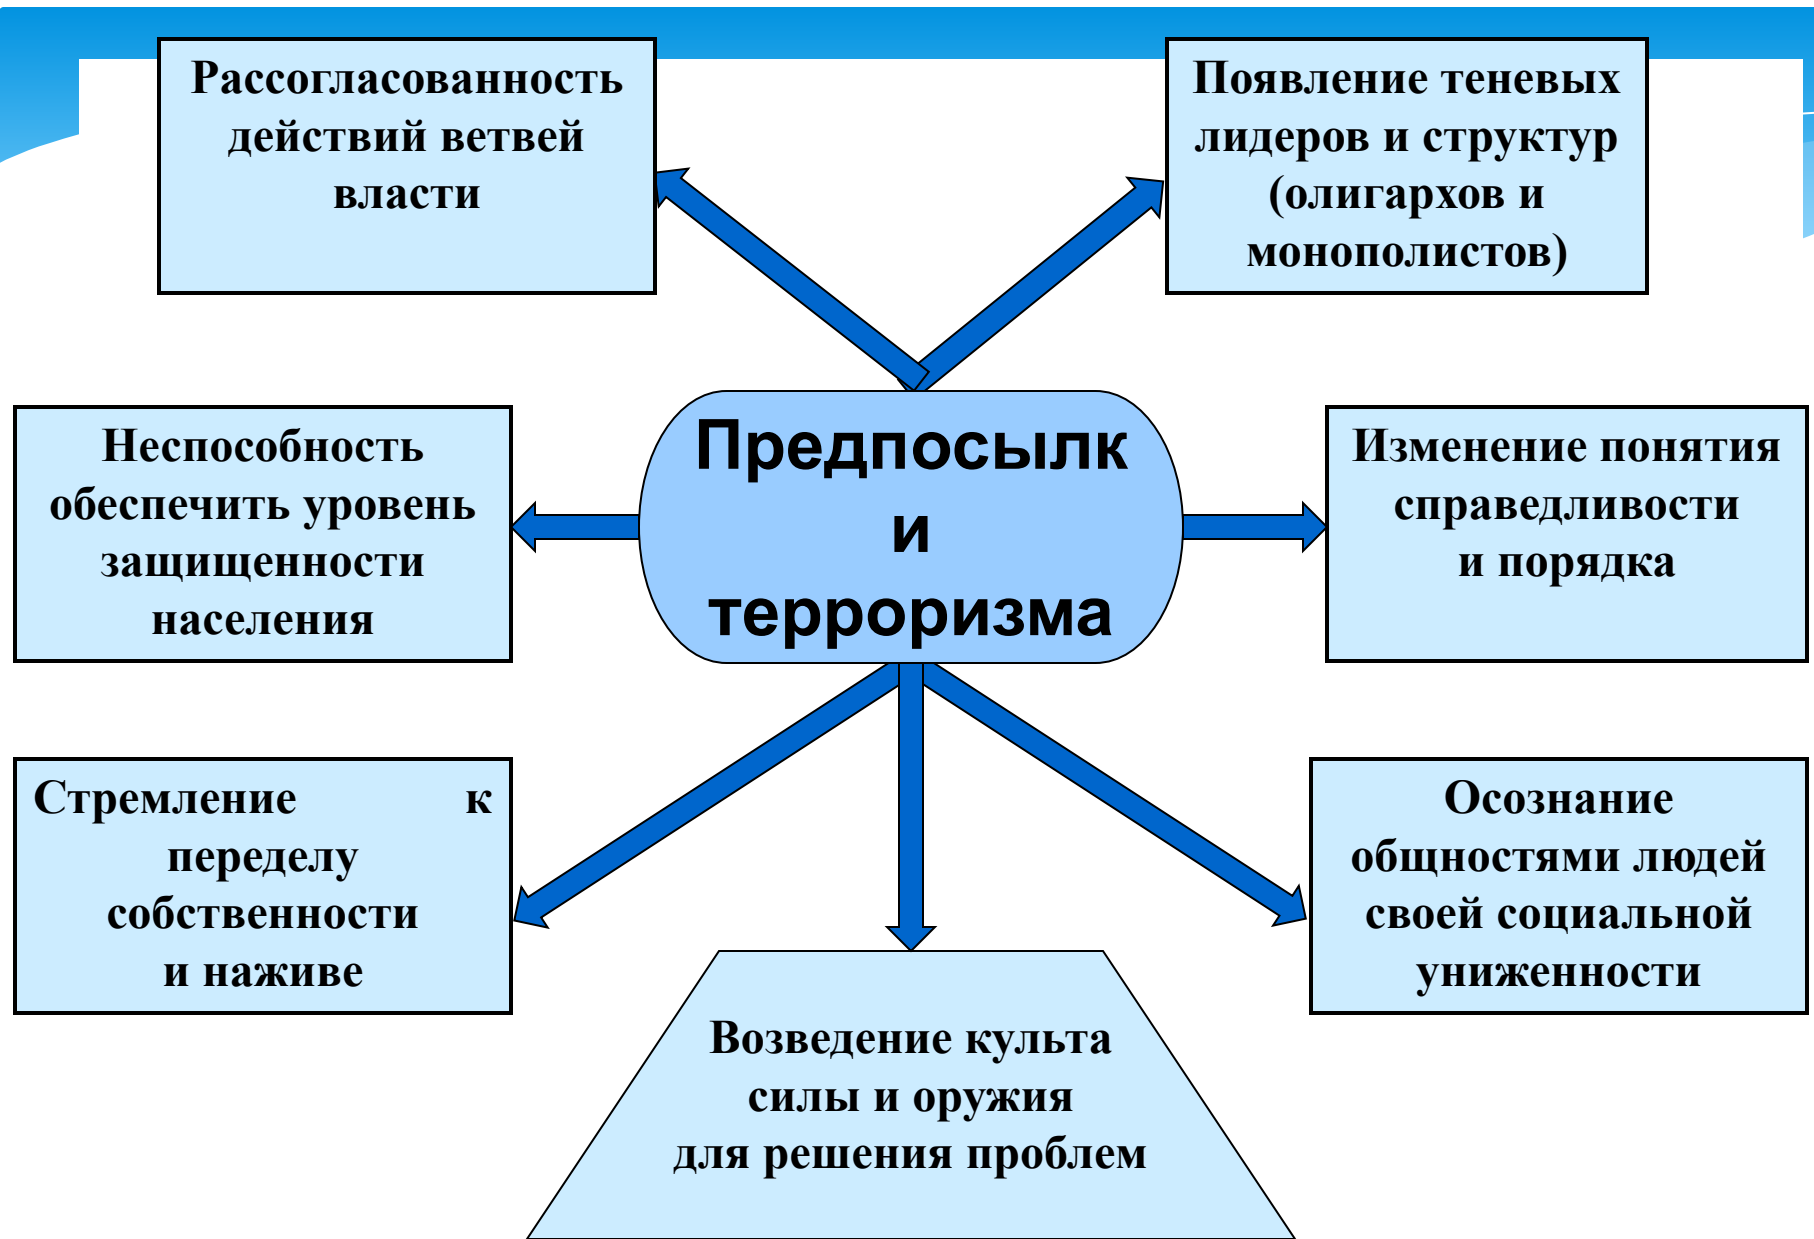 Рассогласованность
действий ветвей
власти
Появление теневых
лидеров и структур
(олигархов и
монополистов)
Неспособность
обеспечить уровень
защищенности
населения
Предпосылк
и
терроризма
Изменение понятия
справедливости
и порядка
Стремление к
переделу
собственности
и наживе
Возведение культа
силы и оружия
для решения проблем
Осознание
общностями людей
своей социальной
униженности